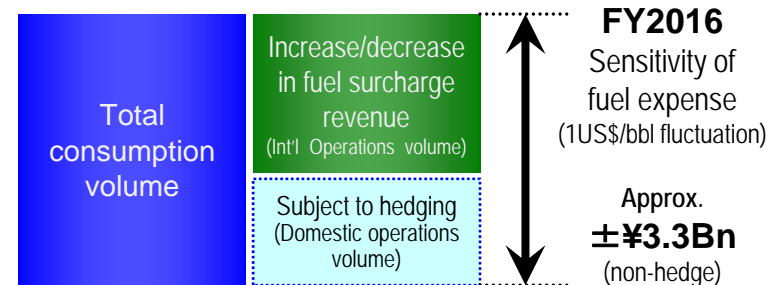 Total
consumption
volume
Increase/decrease
in fuel surcharge
revenue
(Int'l Operations volume)
Subject to hedging
(Domestic operations
volume)
FY2016
Sensitivity of
fuel expense
(1US$/bbl fluctuation)
Approx.
±¥3.3Bn
(non-hedge)